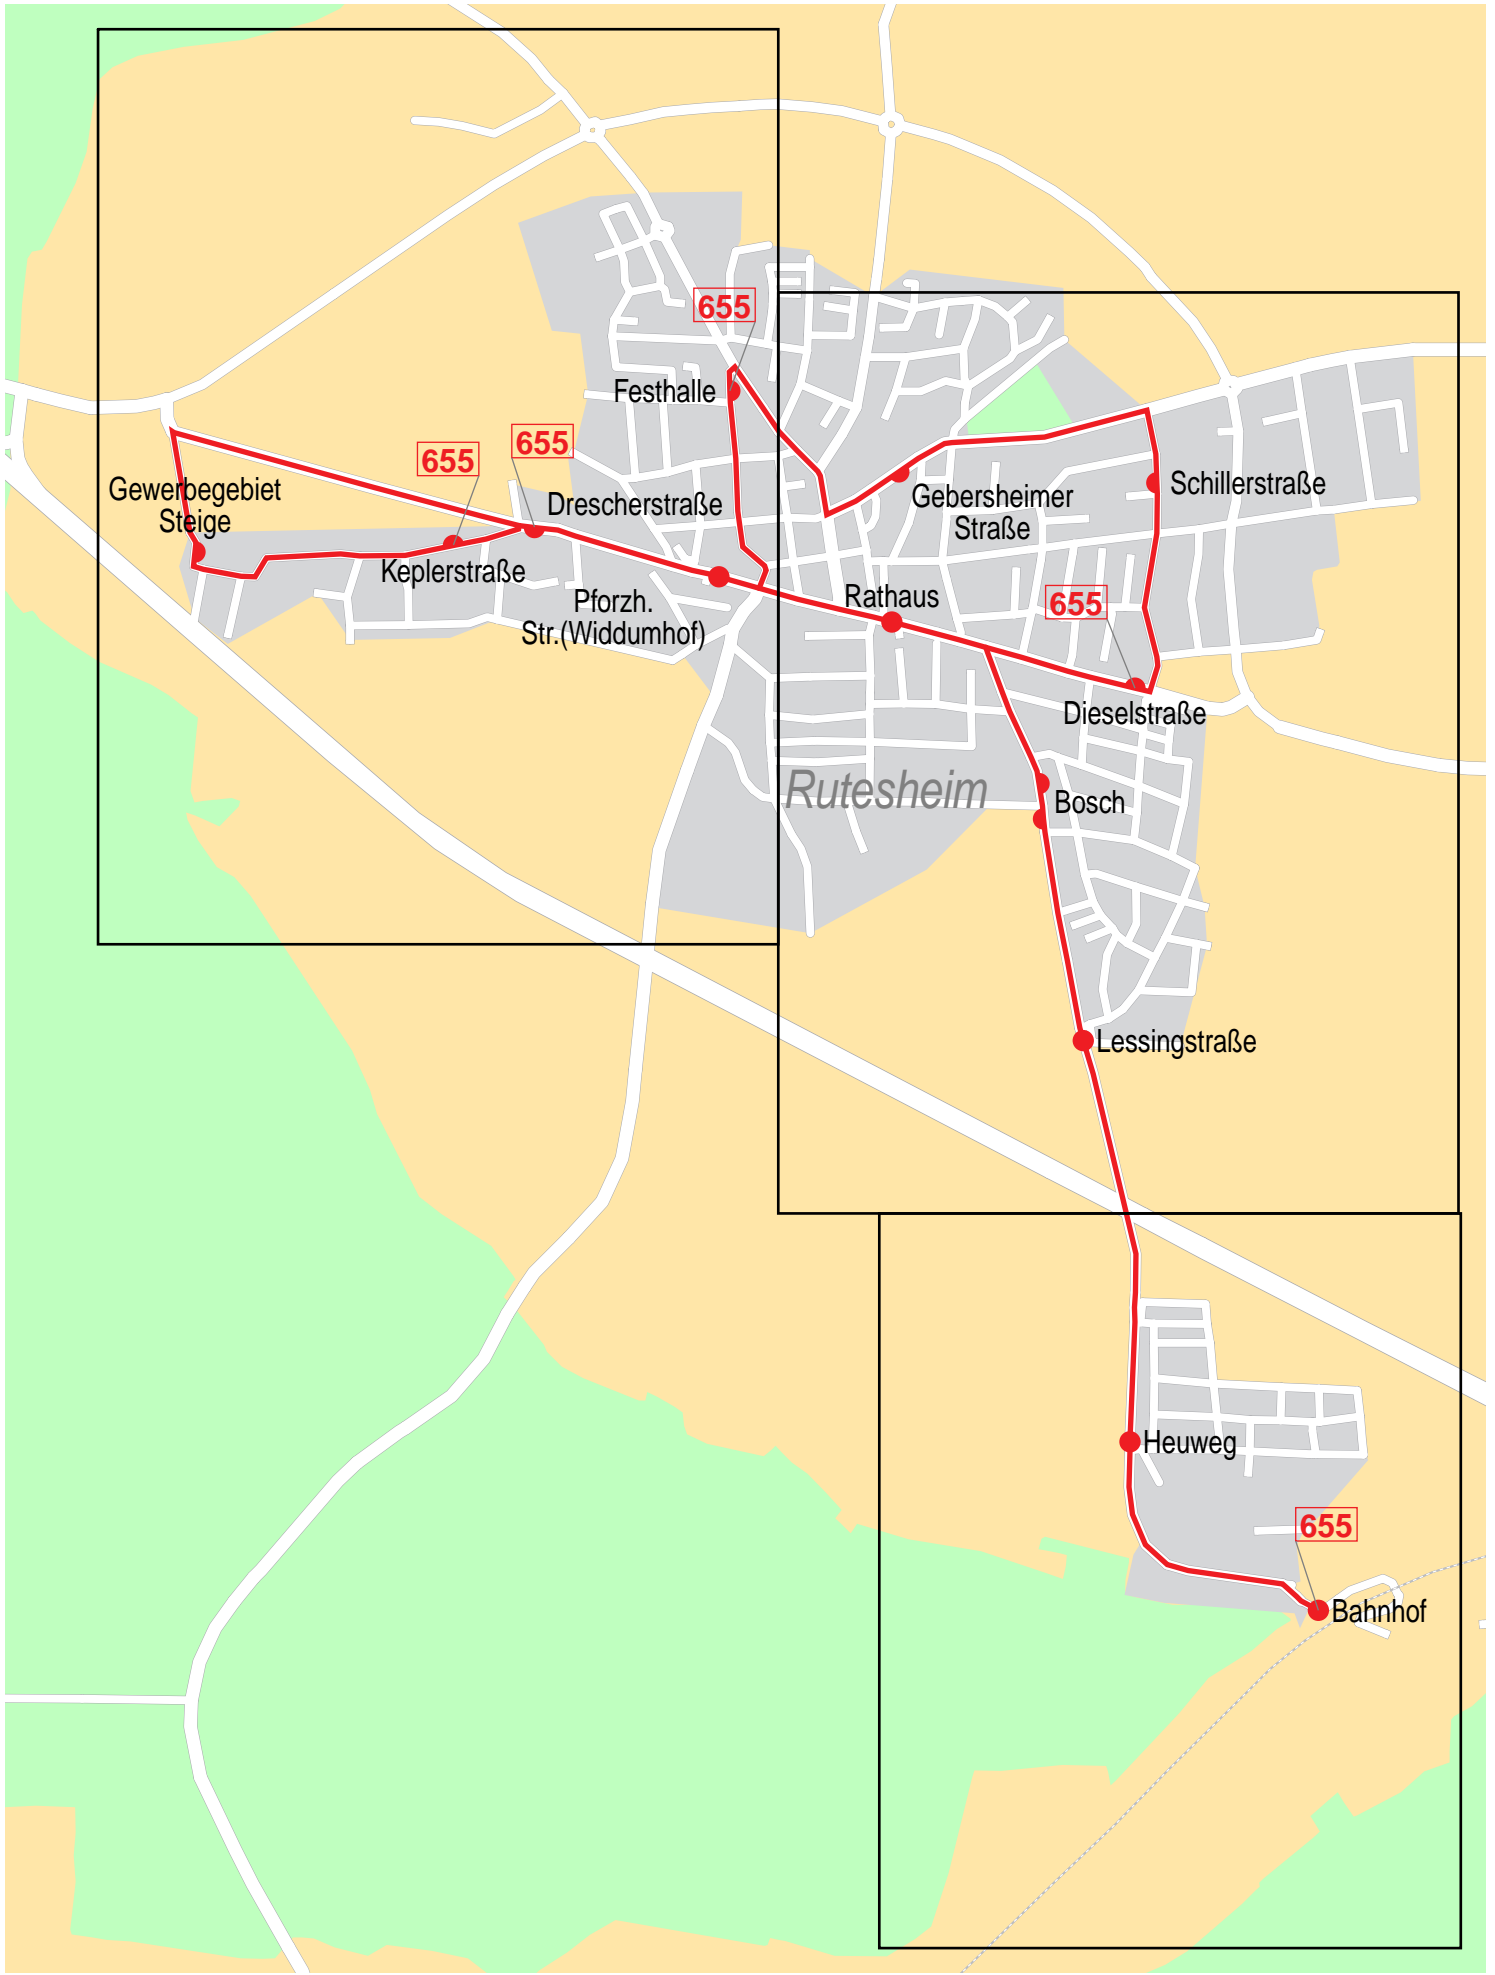 655
Festhalle
655
655
Gewerbegebiet
Steige
Drescherstraße
Gebersheimer
Straße
Schillerstraße
Keplerstraße
Pforzh.
Str.(Widdumhof)
Rathaus
655
Dieselstraße
Rutesheim
Bosch
Lessingstraße
Heuweg
655
Bahnhof